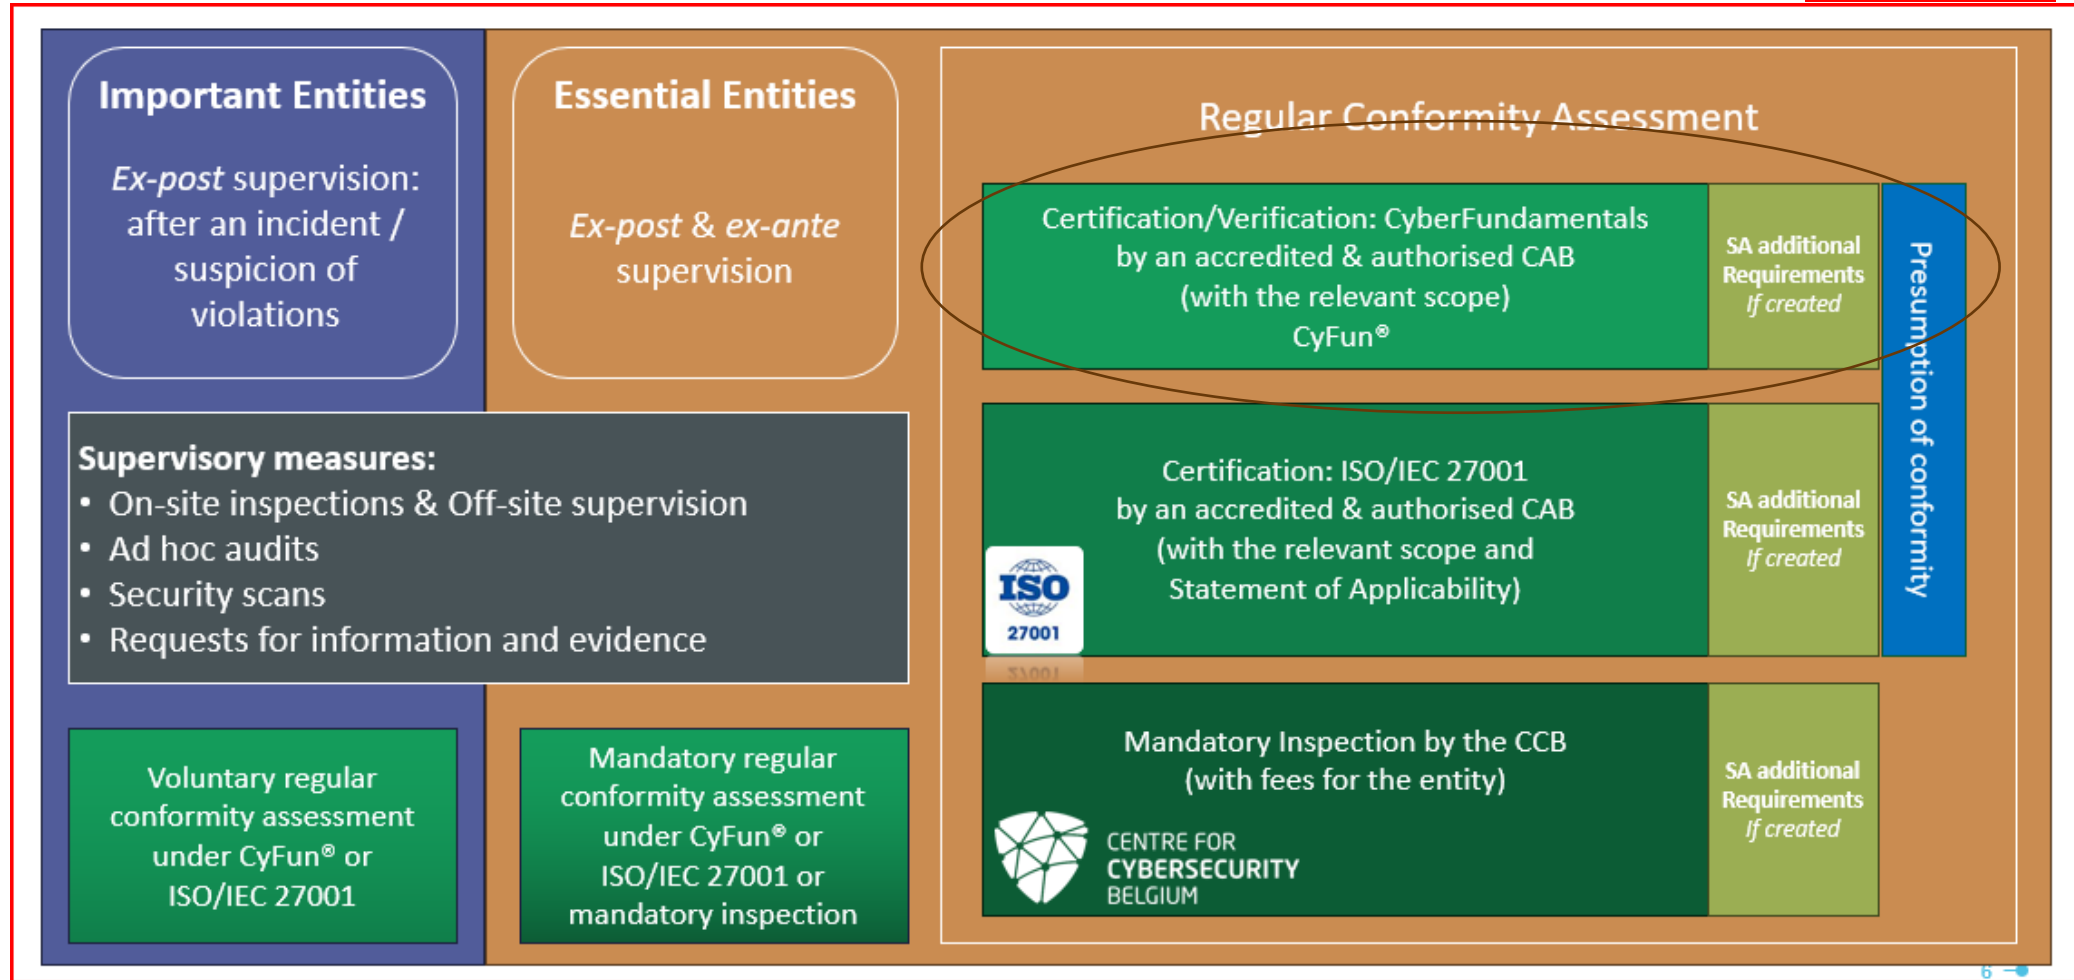 Important Entities
Ex-post supervision:
after an incident /
suspicion of
violations
Essential Entities
Ex-post & ex-ante
supervision
Supervisory measures:
• On-site inspections & Off-site supervision
• Ad hoc audits
• Security scans
• Requests for information and evidence
Voluntary regular
conformity assessment
under CyFun® or
ISO/IEC 27001
Mandatory regular
conformity assessment
under CyFun® or
ISO/IEC 27001 or
mandatory inspection
Regular Conformity Assessment
Certification/Verification: CyberFundamentals
by an accredited & authorised CAB
(with the relevant scope)
CyFun®
SA additional
Requirements
If created
Certification: ISO/IEC 27001
by an accredited & authorised CAB
(with the relevant scope and
Statement of Applicability)
ISO
27001
SA additional
Requirements
If created
Presumption of conformity
Mandatory Inspection by the CCB
(with fees for the entity)
CENTRE FOR
CYBERSECURITY
BELGIUM
SA additional
Requirements
If created
6